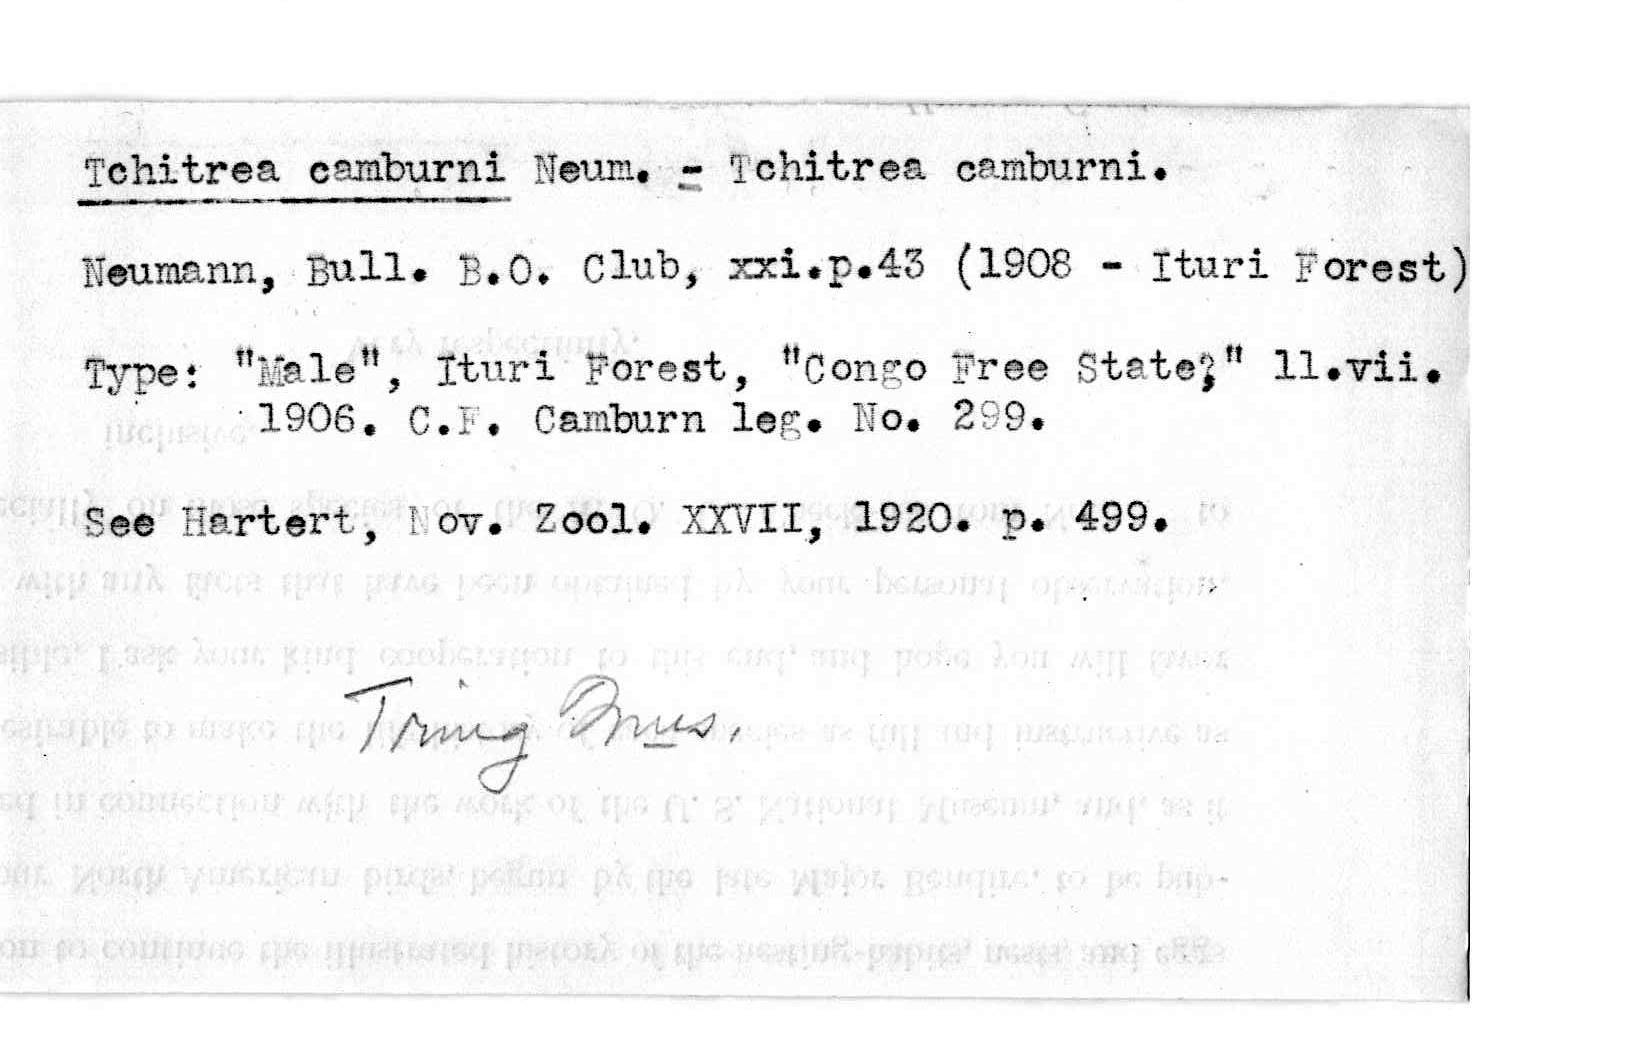 Tchitrea camburni Neum. = Tchitrea camburni.
Neumann, Bull. B.O. Club, xxi.p.43 (1908 - Ituri Forest)
Type: "Male", Ituri Forest, "Congo Free State," 11.vii.
1906. C.F. Camburn leg. No. 299.
See Hartert, Nov. Zool. XXVII, 1920. p. 499.
Tring Mus.